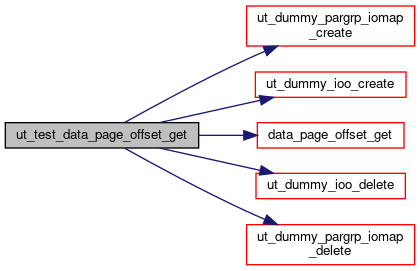 ut_dummy_pargrp_iomap
_create
ut_dummy_ioo_create
ut_test_data_page_offset_get
data_page_offset_get
ut_dummy_ioo_delete
ut_dummy_pargrp_iomap
_delete